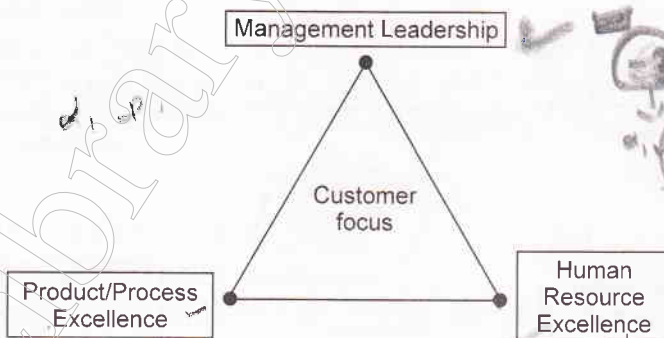 Management Leadership
Customer
focus
Product/Process
Excellence
Human
Resource
Excellence